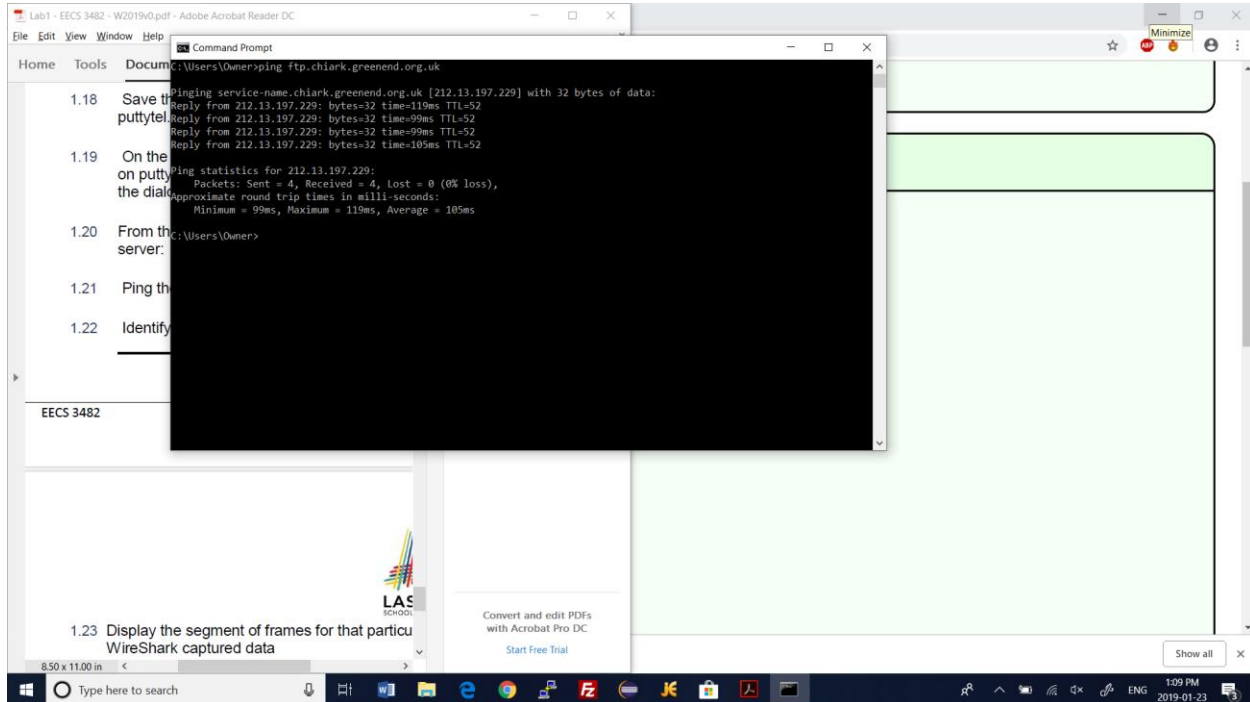 Lab1 - EECS 3482 - W2019v0.pdf - Adobe Acrobat Reader DC
File Edit View Window Help
Home Tools Docum
1.18 Save th
puttytel.
1.19 On the
on putty
the dialo
1.20 From th
server:
1.21 Ping the
1.22 Identify
EECS 3482
LAS
SCHOOL
1.23 Display the segment of frames for that particu
WireShark captured data
8.50 x 11.00 in
Convert and edit PDFs
with Acrobat Pro DC
Start Free Trial
Command Prompt
C:\Users\Owner>ping ftp.chiark.greenend.org.uk
Pinging service-name.chiark.greenend.org.uk [212.13.197.229] with 32 bytes of data:
Reply from 212.13.197.229: bytes=32 time=119ms TTL=52
Reply from 212.13.197.229: bytes=32 time=99ms TTL=52
Reply from 212.13.197.229: bytes=32 time=99ms TTL=52
Reply from 212.13.197.229: bytes=32 time=105ms TTL=52
Ping statistics for 212.13.197.229:
Packets: Sent = 4, Received = 4, Lost = 0 (0% loss),
Approximate round trip times in milli-seconds:
Minimum = 99ms, Maximum = 119ms, Average = 105ms
C:\Users\Owner>
Minimize
ABP
Show all
Type here to search
ENG
1:09 PM
2019-01-23
3